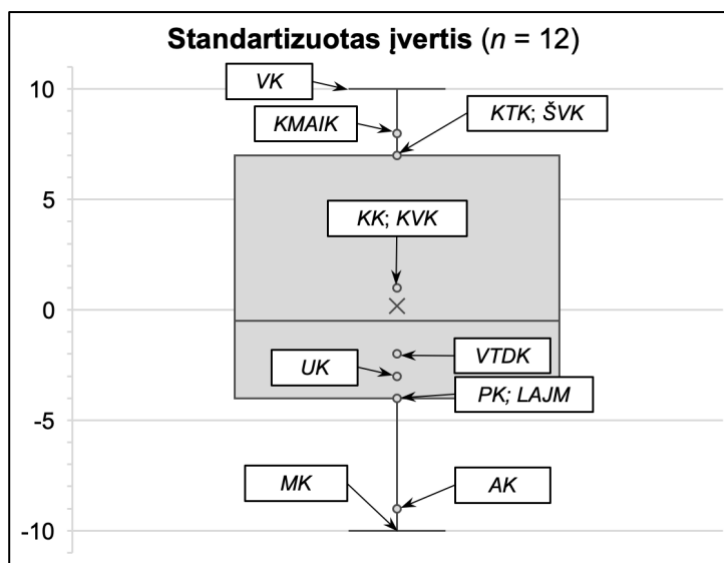 Standartizuotas įvertis (n = 12)
VK
10
KMAIK
KTK; ŠVK
5
KK; KVK
0
VTDK
UK
PK; LAJM
-5
MK
AK
-10